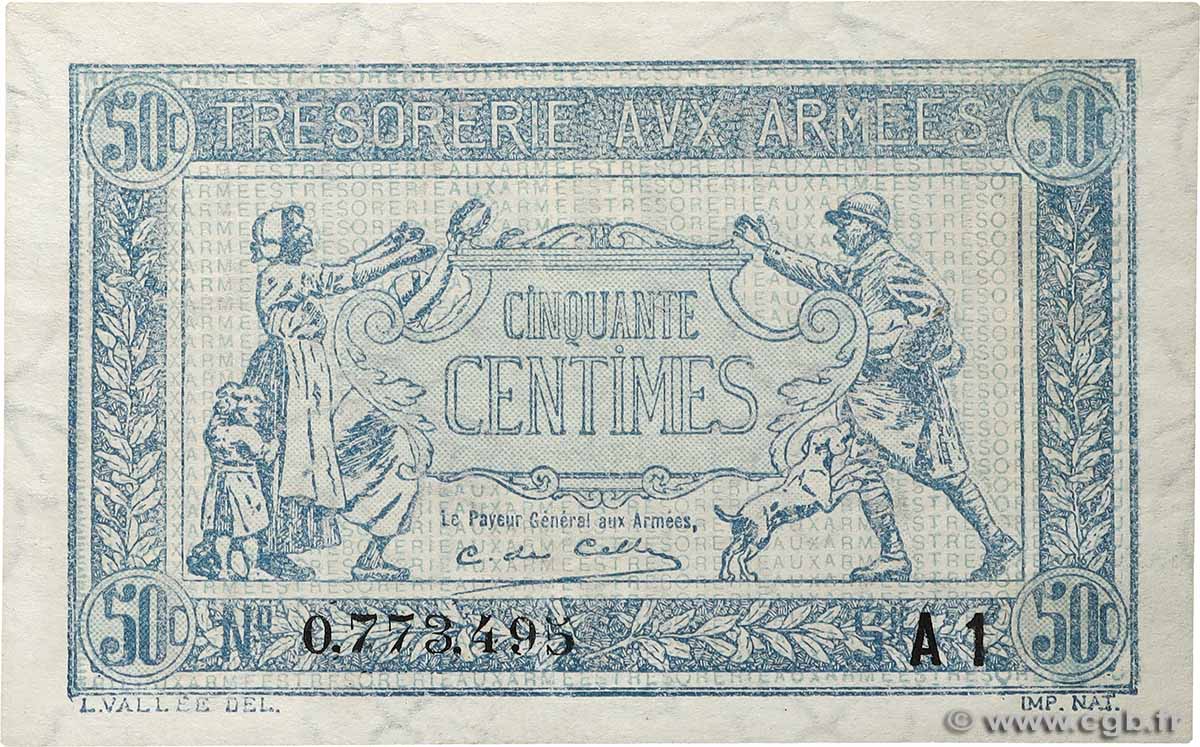 50c TRESORERIE AVX ARMEES 50c
CINQUANTE
CENTIMES
Le Payeur Général aux Armées,
50c Nº 0.773.495 A1 50c
L.VALLÉE DEL. IMP. NAT.
© www.cgb.fr